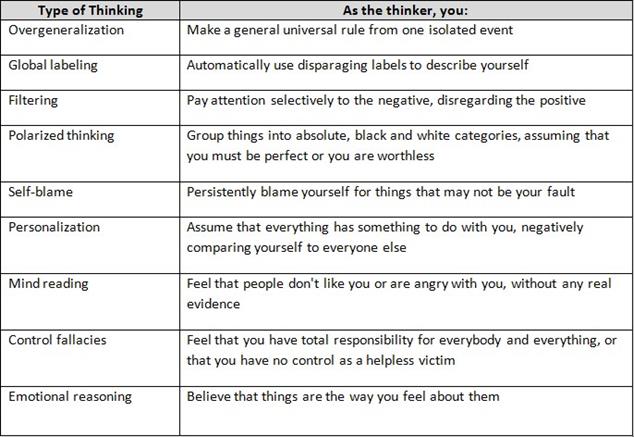 Type of Thinking As the thinker, you:
Overgeneralization Make a general universal rule from one isolated event
Global labeling Automatically use disparaging labels to describe yourself
Filtering Pay attention selectively to the negative, disregarding the positive
Polarized thinking Group things into absolute, black and white categories, assuming that
you must be perfect or you are worthless
Self-blame Persistently blame yourself for things that may not be your fault
Personalization Assume that everything has something to do with you, negatively
comparing yourself to everyone else
Mind reading Feel that people don't like you or are angry with you, without any real
evidence
Control fallacies Feel that you have total responsibility for everybody and everything, or
that you have no control as a helpless victim
Emotional reasoning Believe that things are the way you feel about them